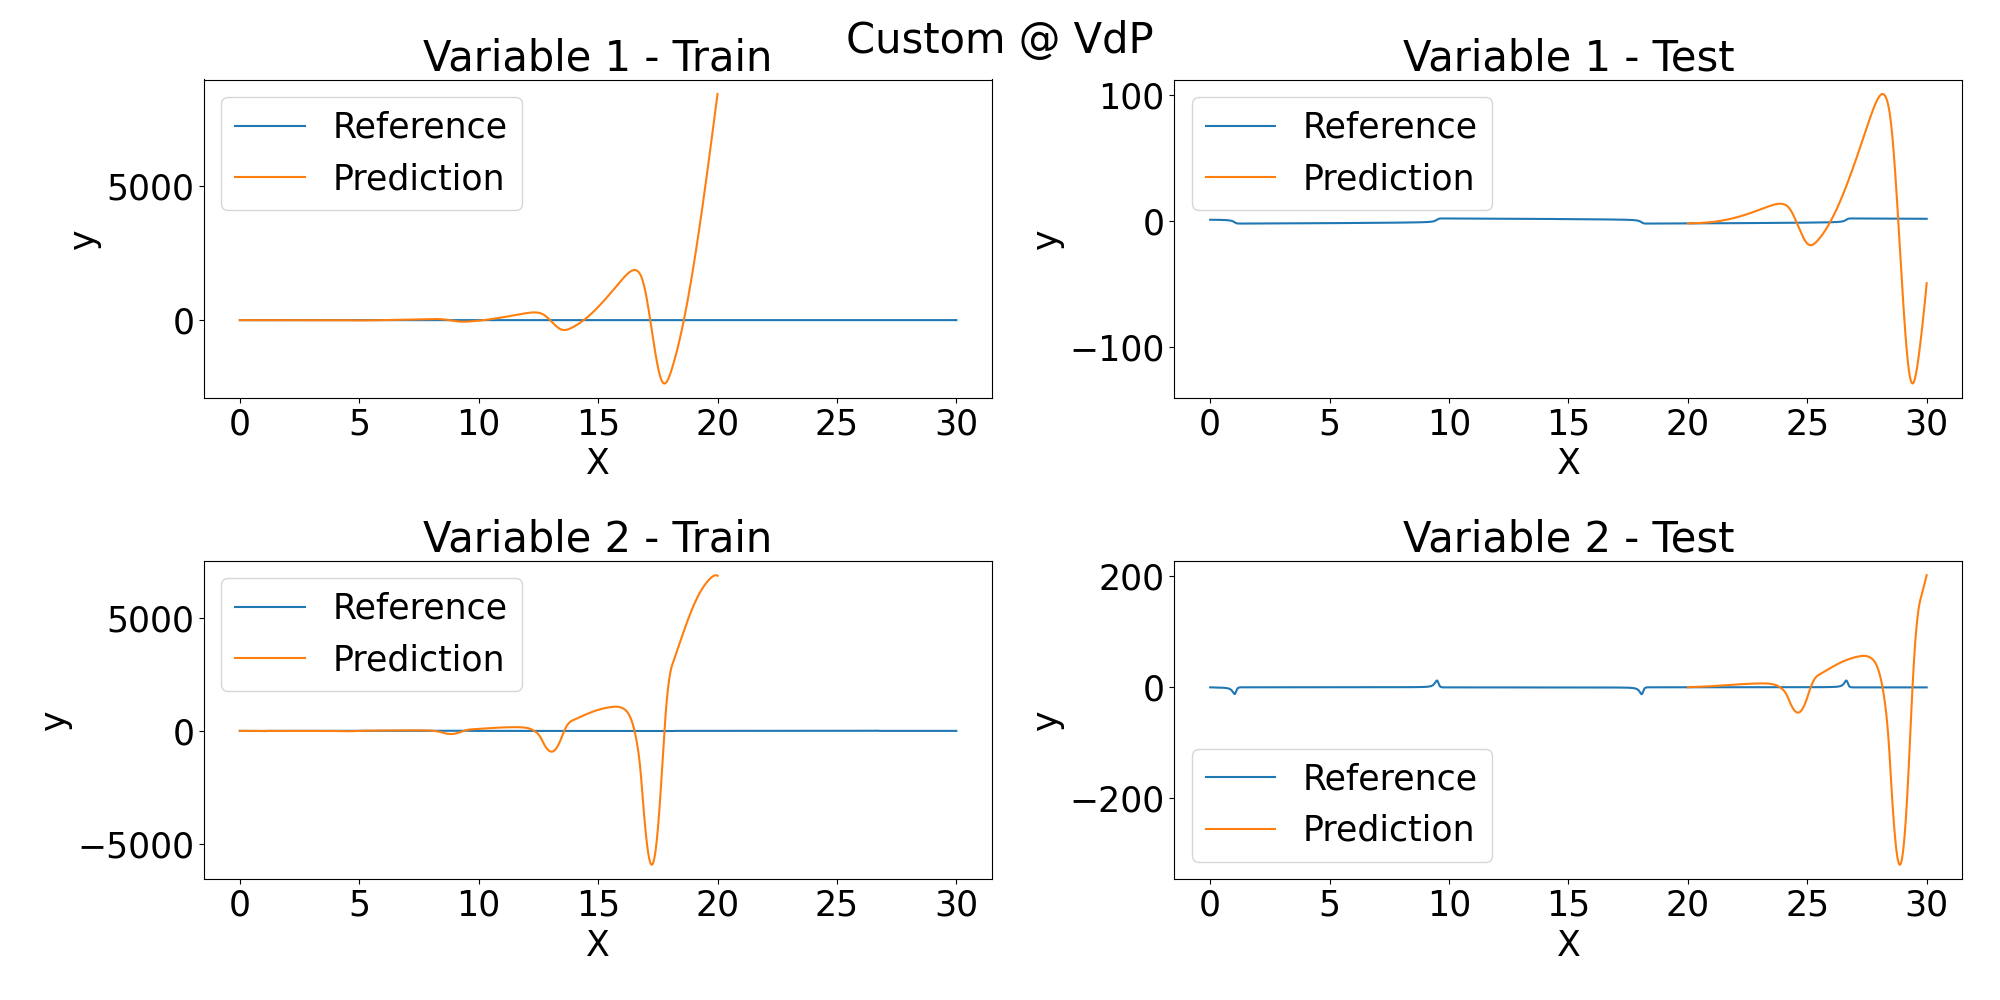 Custom @ VdP
Variable 1 - Train
Reference
Prediction
5000
0
y
0 5 10 15 20 25 30
X
Variable 1 - Test
Reference
Prediction
100
0
−100
y
0 5 10 15 20 25 30
X
Variable 2 - Train
Reference
Prediction
5000
0
−5000
y
0 5 10 15 20 25 30
X
Variable 2 - Test
200
0
−200
y
Reference
Prediction
0 5 10 15 20 25 30
X